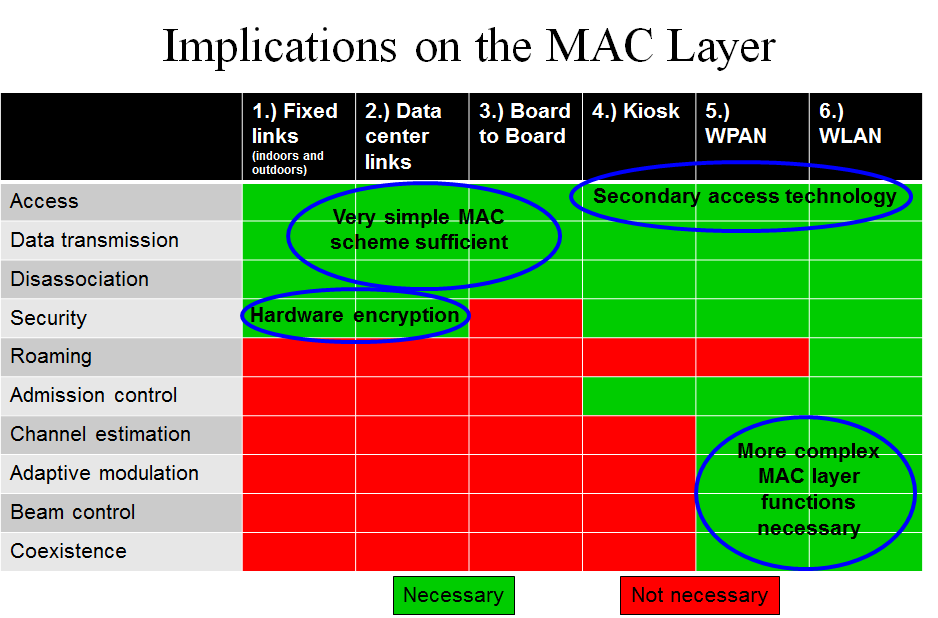 Implications on the MAC Layer
1.) Fixed
links
(indoors and
outdoors)
2.) Data
center
links
3.) Board
to Board
4.) Kiosk
5.)
WPAN
6.)
WLAN
Access
Secondary access technology
Very simple MAC
scheme sufficient
Data transmission
Disassociation
Security
Hardware encryption
Roaming
Admission control
Channel estimation
More complex
MAC layer
functions
necessary
Adaptive modulation
Beam control
Coexistence
Necessary
Not necessary